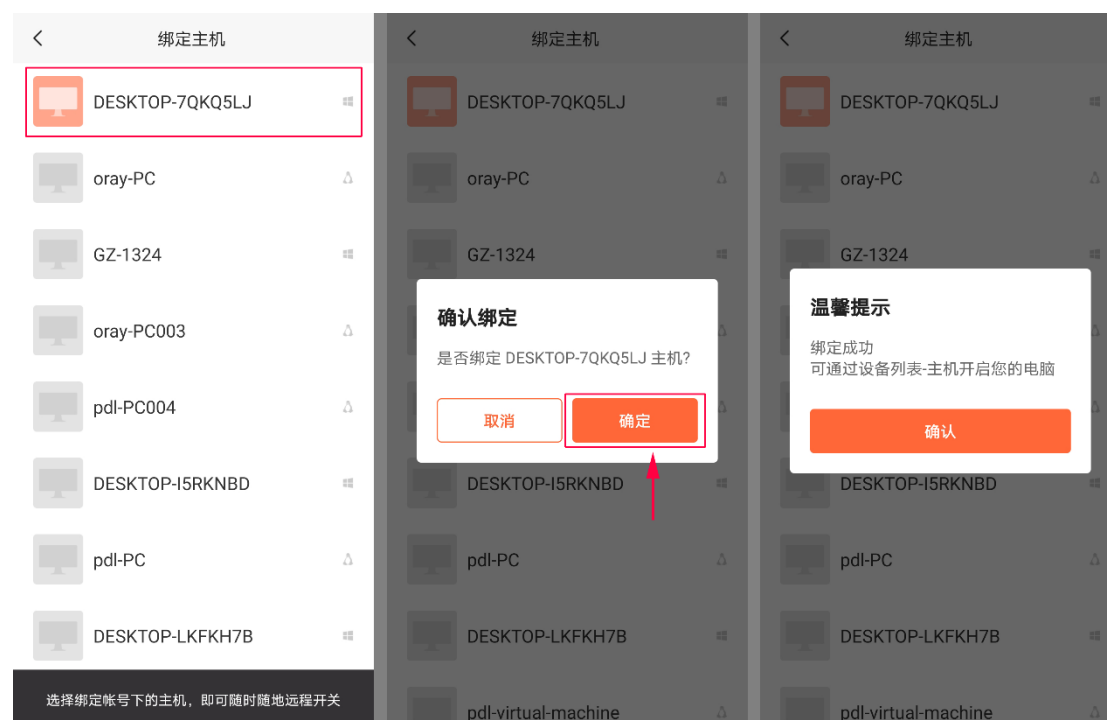 绑定主机
DESKTOP-7QKQ5LJ
oray-PC
GZ-1324
oray-PC003
pdl-PC004
DESKTOP-I5RKNBD
pdl-PC
DESKTOP-LKFKH7B
选择绑定帐号下的主机，即可随时随地远程开关
绑定主机
DESKTOP-7QKQ5LJ
oray-PC
GZ-1324
确认绑定
是否绑定 DESKTOP-7QKQ5LJ 主机?
取消
确定
DESKTOP-I5RKNBD
pdl-PC
DESKTOP-LKFKH7B
pdl-virtual-machine
绑定主机
DESKTOP-7QKQ5LJ
oray-PC
GZ-1324
温馨提示
绑定成功
可通过设备列表-主机开启您的电脑
确认
DESKTOP-I5RKNBD
pdl-PC
DESKTOP-LKFKH7B
pdl-virtual-machine